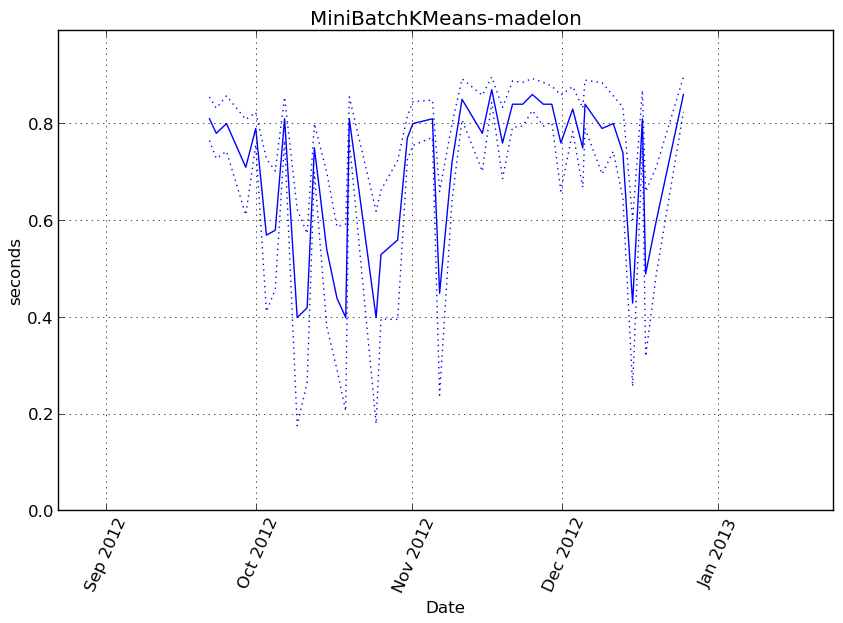 MiniBatchKMeans-madelon
seconds
0.8
0.6
0.4
0.2
0.0
Sep 2012
Oct 2012
Nov 2012
Dec 2012
Jan 2013
Date